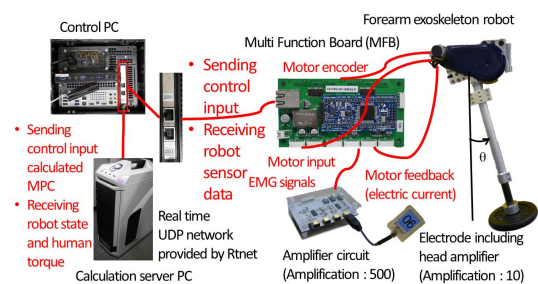 Forearm exoskeleton robot
Control PC
Multi Function Board (MFB)
• Sending
control
input
• Receiving
robot
sensor
data
Motor encoder
• Sending
control input
calculated
MPC
• Receiving
robot state
and human
torque
Motor input
EMG signals
Motor feedback
(electric current)
θ
Real time
UDP network
provided by Rtnet
Calculation server PC
Amplifier circuit
(Amplification : 500)
Electrode including
head amplifier
(Amplification : 10)